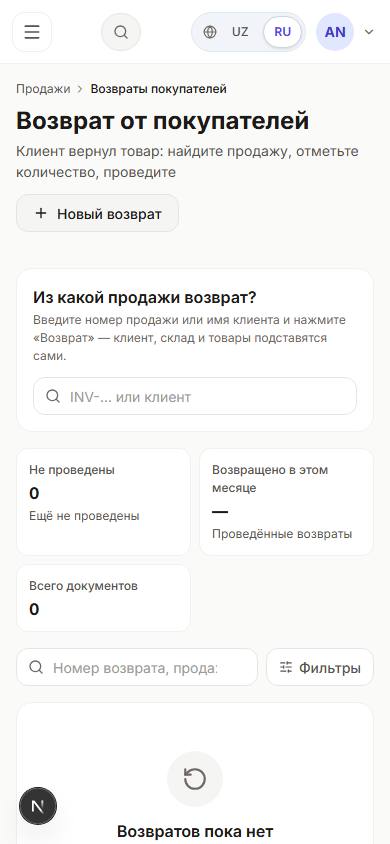 UZ
RU
AN
Продажи
Возвраты покупателей
Возврат от покупателей
Клиент вернул товар: найдите продажу, отметьте
количество, проведите
Новый возврат
Из какой продажи возврат?
Введите номер продажи или имя клиента и нажмите
«Возврат» — клиент, склад и товары подставятся
сами.
INV-... или клиент
Не проведены
0
Ещё не проведены
Возвращено в этом
месяце
—
Проведённые возвраты
Всего документов
0
Номер возврата, прода:
Фильтры
N
Возвратов пока нет